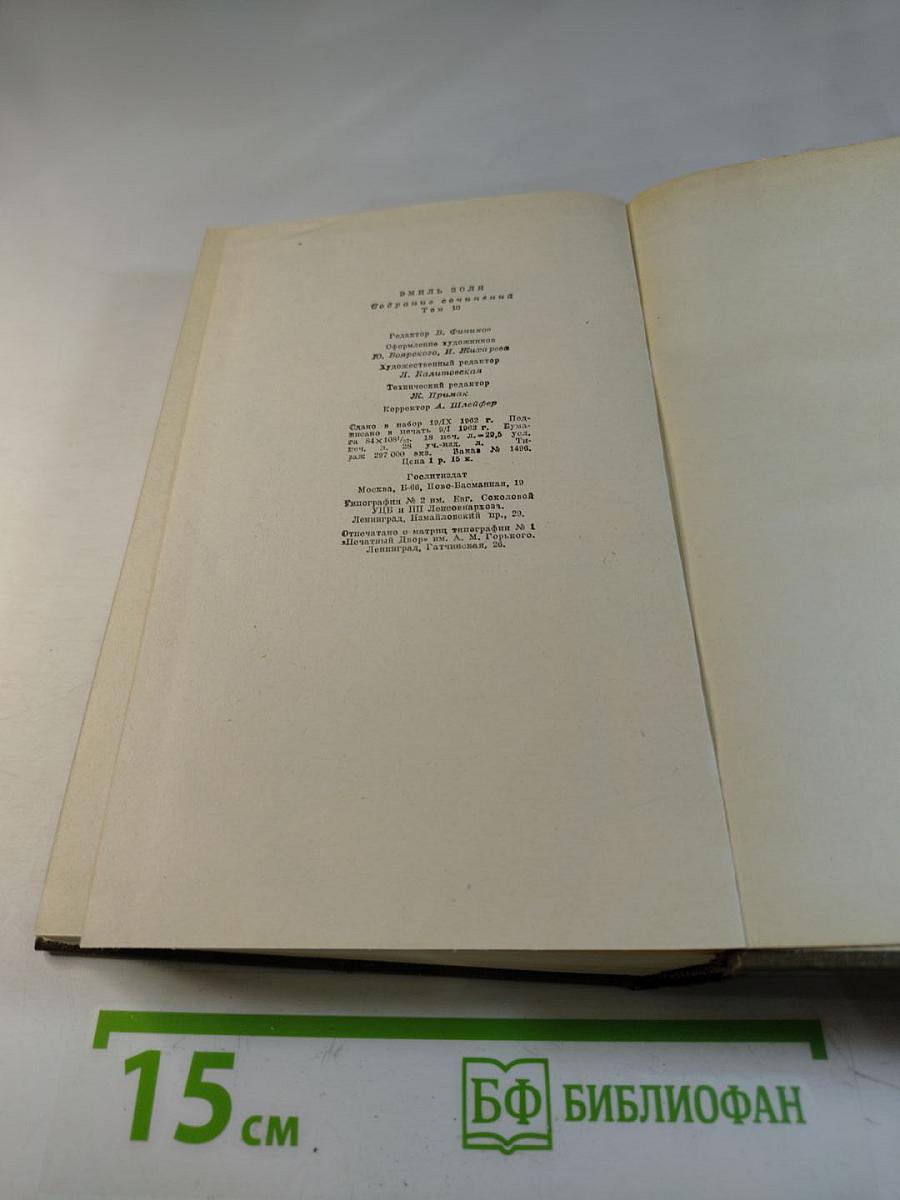 ЭМИЛЬ ЗОЛЯ
Собрание сочинений
Том 10
Редактор В. Фиников
Оформление художников
Ю. Боярского, И. Жихарева
Художественный редактор
Л. Калитовская
Технический редактор
Ж. Примак
Корректор А. Шлейфер
Сдано в набор 19/IX 1962 г. Под-
писано в печать 9/I 1963 г. Бума-
га 84×108¹/₃₂. 18 печ. л.=29,5 усл.
печ. л. 28 уч.-изд. л. Ти-
раж 297 000 экз. Заказ № 1496.
Цена 1 р. 15 к.
Гослитиздат
Москва, Б-66, Ново-Басманная, 19
Типография № 2 им. Евг. Соколовой
УЦБ и ПП Ленсовнархоза.
Ленинград, Измайловский пр., 29.
Отпечатано с матриц типографии № 1
«Печатный Двор» им. А. М. Горького.
Ленинград, Гатчинская, 26.
15 см
БФ БИБЛИОФАН